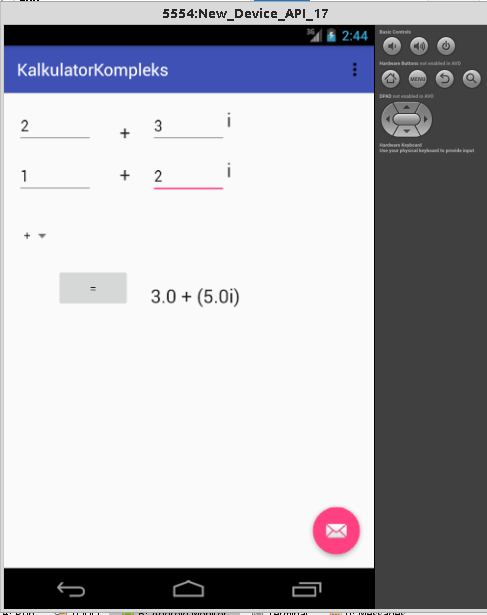 5554:New_Device_API_17
3G 2:44
Basic Controls
Hardware Buttons not enabled in AVD
MENU
DPAD not enabled in AVD
Hardware Keyboard
Use your physical keyboard to provide input
KalkulatorKompleks
2 + 3 i
1 + 2 i
+
=
3.0 + (5.0i)